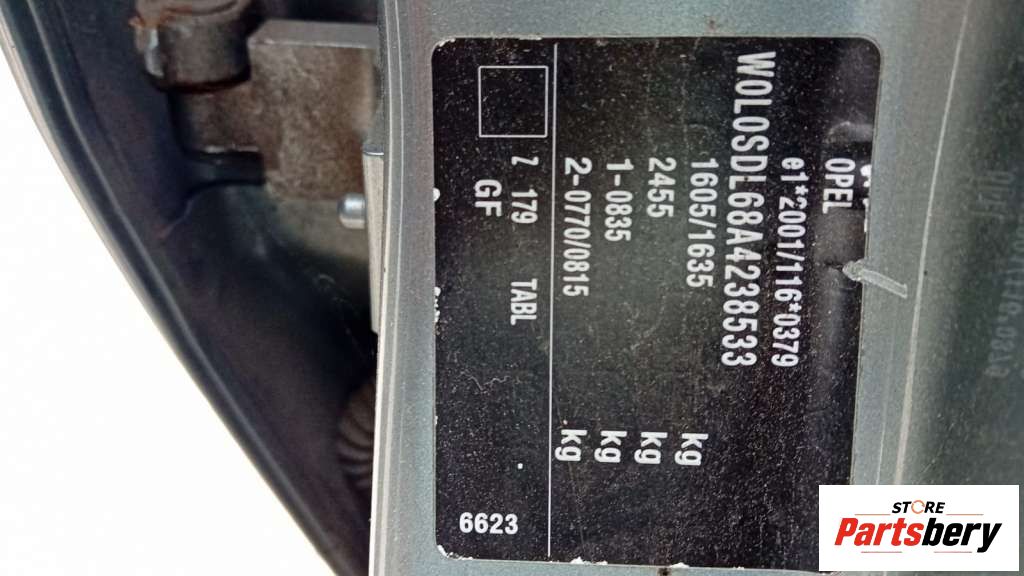 OPEL
e1*2001/116*0379
W0L0SDL68A4238533
1605/1635 kg
2455 kg
1-0835 kg
2-0770/0815 kg
Z 179 TABL
GF
6623
STORE
Partsbery